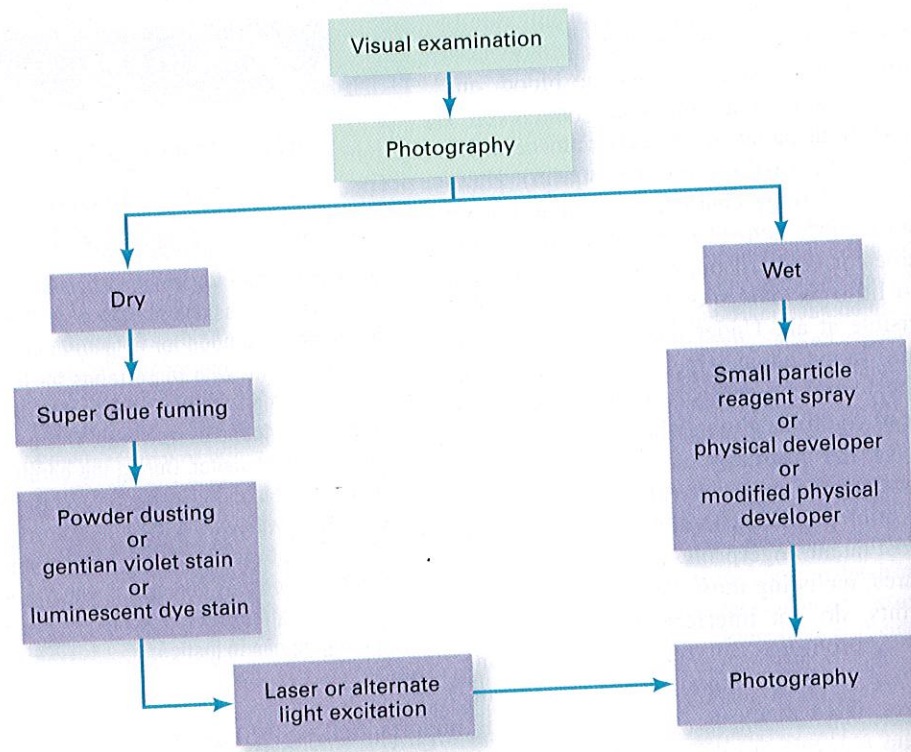 Visual examination
Photography
Dry
Super Glue fuming
Powder dusting
or
gentian violet stain
or
luminescent dye stain
Laser or alternate
light excitation
Wet
Small particle
reagent spray
or
physical developer
or
modified physical
developer
Photography